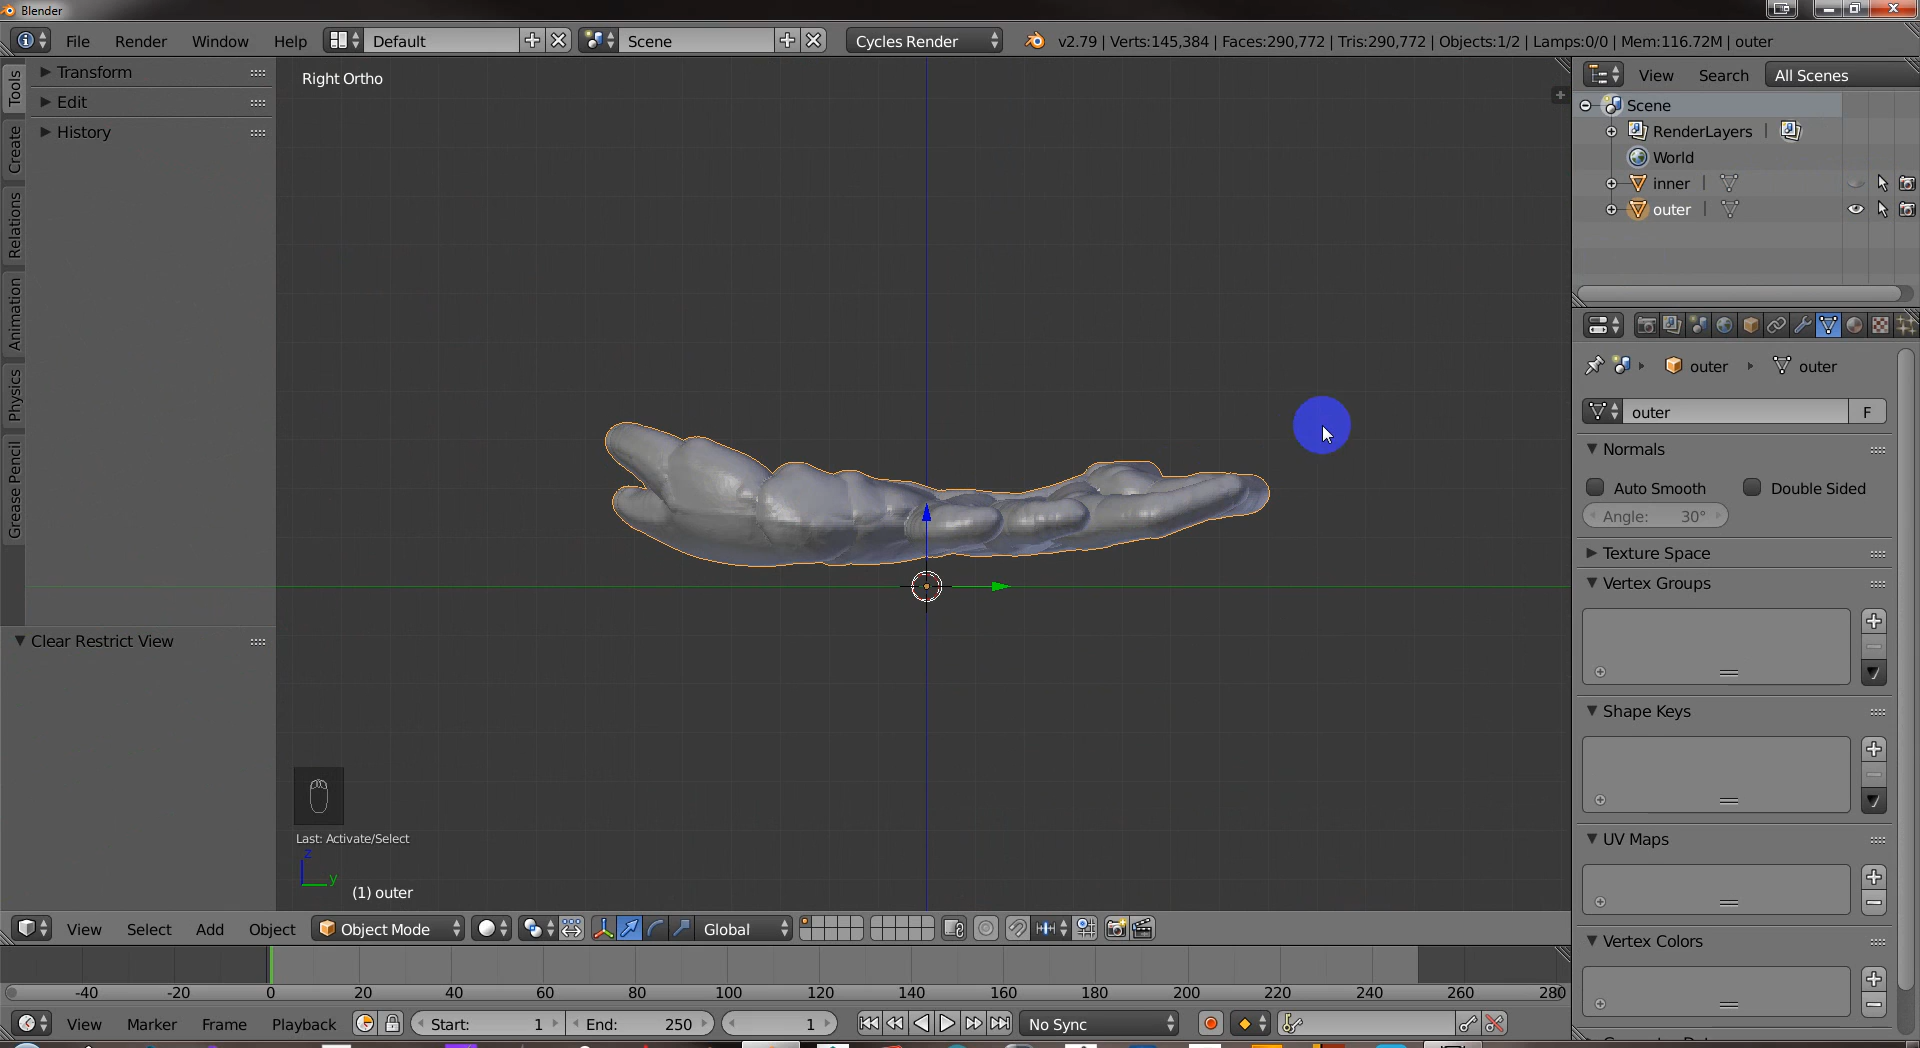 Blender
File Render Window Help Default Scene Cycles Render v2.79 | Verts:145,384 | Faces:290,772 | Tris:290,772 | Objects:1/2 | Lamps:0/0 | Mem:116.72M | outer
Tools
Create
Relations
Animation
Physics
Grease Pencil
Transform
Edit
History
Clear Restrict View
Right Ortho
Last: Activate/Select
z
y
(1) outer
View Select Add Object Object Mode Global
-40 -20 0 20 40 60 80 100 120 140 160 180 200 220 240 260 280
View Marker Frame Playback Start: 1 End: 250 1 No Sync
View Search All Scenes
Scene
RenderLayers
World
inner
outer
outer outer
outer F
Normals
Auto Smooth Double Sided
Angle: 30°
Texture Space
Vertex Groups
Shape Keys
UV Maps
Vertex Colors